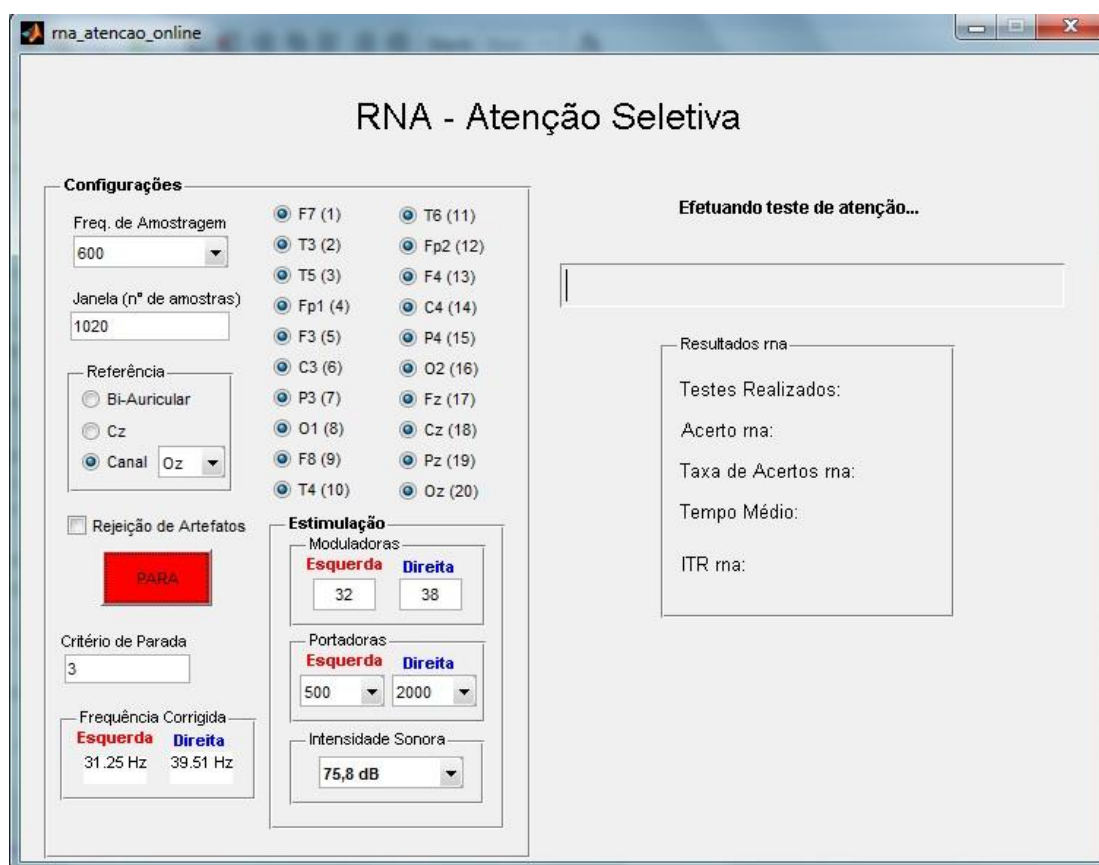 rna_atencao_online
RNA - Atenção Seletiva
Configurações
Freq. de Amostragem
600
Janela (nº de amostras)
1020
Referência
Bi-Auricular
Cz
Canal Oz
Rejeição de Artefatos
PARA
Critério de Parada
3
Frequência Corrigida
Esquerda Direita
31.25 Hz 39.51 Hz
F7 (1) T6 (11)
T3 (2) Fp2 (12)
T5 (3) F4 (13)
Fp1 (4) C4 (14)
F3 (5) P4 (15)
C3 (6) O2 (16)
P3 (7) Fz (17)
O1 (8) Cz (18)
F8 (9) Pz (19)
T4 (10) Oz (20)
Estimulação
Moduladoras
Esquerda Direita
32 38
Portadoras
Esquerda Direita
500 2000
Intensidade Sonora
75,8 dB
Efetuando teste de atenção...
Resultados rna
Testes Realizados:
Acerto rna:
Taxa de Acertos rna:
Tempo Médio:
ITR rna: